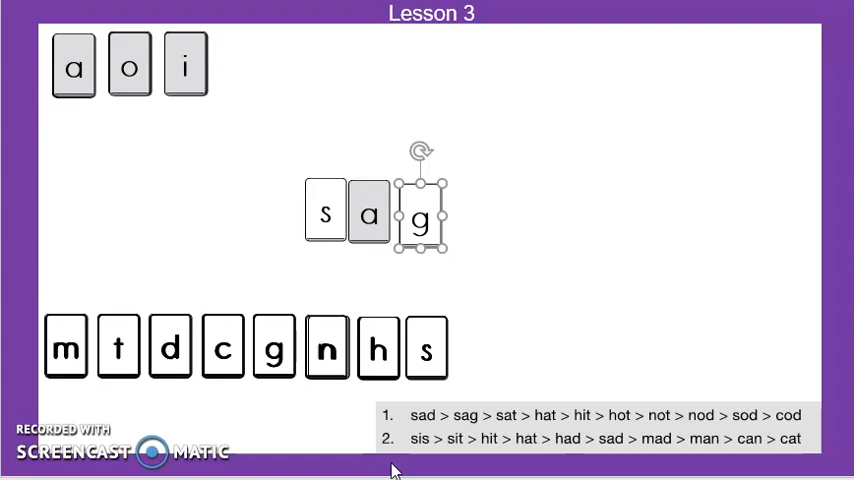 Lesson 3
a o i
s a g
m t d c g n h s
1. sad > sag > sat > hat > hit > hot > not > nod > sod > cod
2. sis > sit > hit > hat > had > sad > mad > man > can > cat
RECORDED WITH
SCREENCAST MATIC